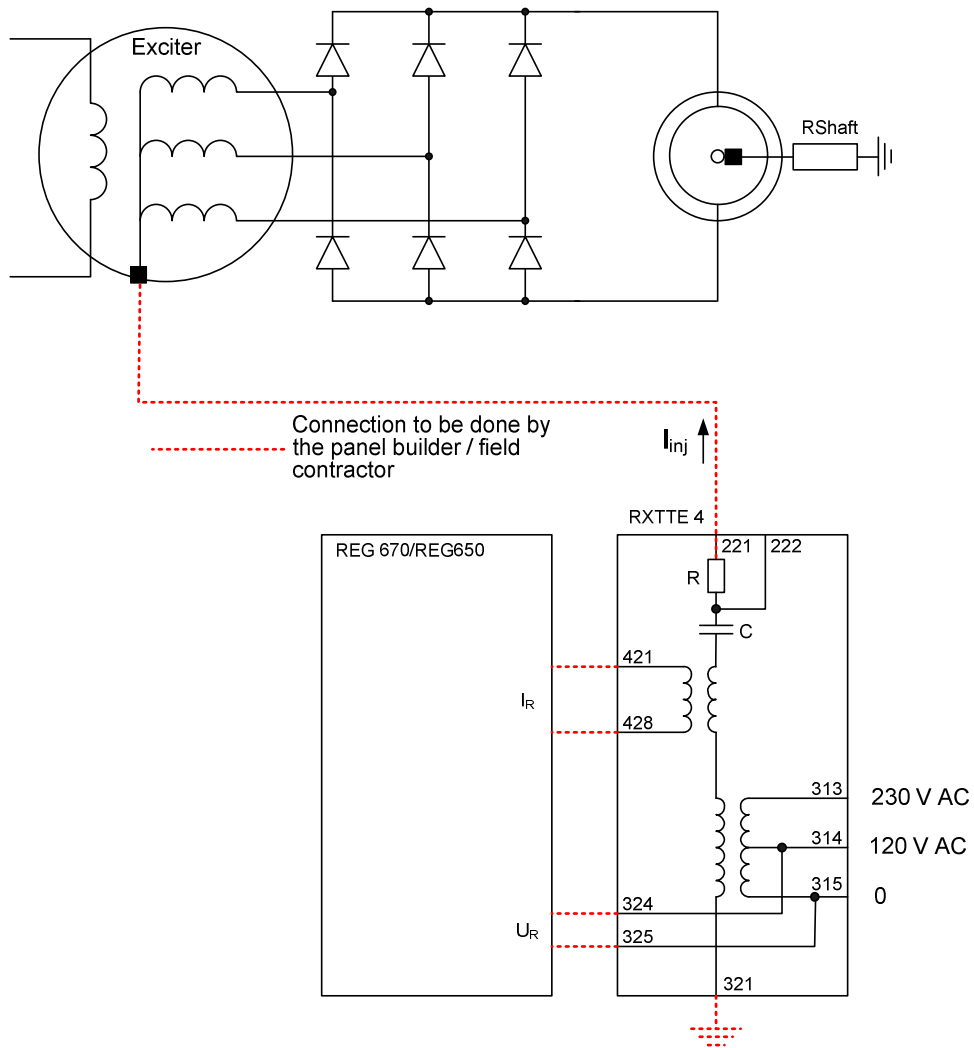 Exciter
RShaft
Connection to be done by
the panel builder / field
contractor
Iinj
RXTTE 4
REG 670/REG650
221
222
R
C
421
IR
428
313
230 V AC
314
120 V AC
315
0
324
UR
325
321